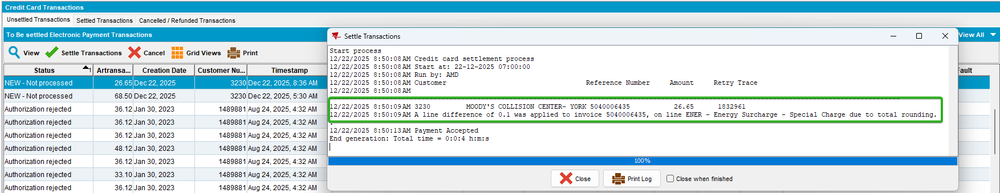 Credit Card Transactions
Unsettled Transactions Settled Transactions Cancelled / Refunded Transactions
To Be settled Electronic Payment Transactions
View All
View Settle Transactions Cancel Grid Views Print
Status 1 Artransa... Creation Date Customer Nu... Timestamp
Fault
NEW - Not processed 26.65 Dec 22, 2025 3230 Dec 22, 2025, 8:36 AM
NEW - Not processed 68.50 Dec 22, 2025 3230 Dec 22, 2025, 5:30 AM
Authorization rejected 36.12 Jan 30, 2023 1489881 Aug 24, 2025, 4:32 AM
Authorization rejected 36.12 Jan 30, 2023 1489881 Aug 24, 2025, 4:32 AM
Authorization rejected 36.12 Jan 30, 2023 1489881 Aug 24, 2025, 4:32 AM
Authorization rejected 48.12 Jan 30, 2023 1489881 Aug 24, 2025, 4:32 AM
Authorization rejected 36.12 Jan 30, 2023 1489881 Aug 24, 2025, 4:32 AM
Authorization rejected 33.10 Jan 30, 2023 1489881 Aug 24, 2025, 4:32 AM
Authorization rejected 36.12 Jan 30, 2023 1489881 Aug 24, 2025, 4:32 AM
Settle Transactions
Start process
12/22/2025 8:50:08 AM Credit card settlement process
12/22/2025 8:50:08 AM Start at: 22-12-2025 07:00:00
12/22/2025 8:50:08 AM Run by: AMD
12/22/2025 8:50:08 AM Customer Reference Number Amount Retry Trace
12/22/2025 8:50:08 AM
12/22/2025 8:50:09 AM 3230 MOODY'S COLLISION CENTER- YORK 5040006435 26.65 1832961
12/22/2025 8:50:09 AM A line difference of 0.1 was applied to invoice 5040006435, on line ENER - Energy Surcharge - Special Charge due to total rounding.
.
12/22/2025 8:50:13 AM Payment Accepted
End generation: Total time = 0:0:4 h:m:s
100%
Close Print Log Close when finished